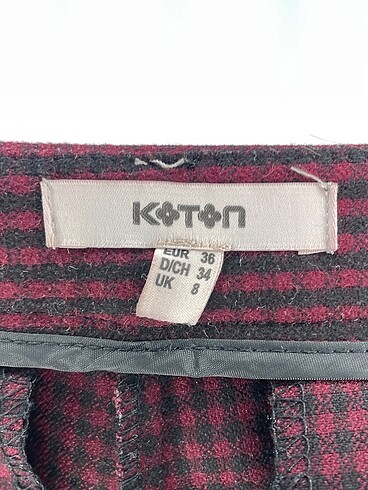 KOTON
EUR 36
D/CH 34
UK 8